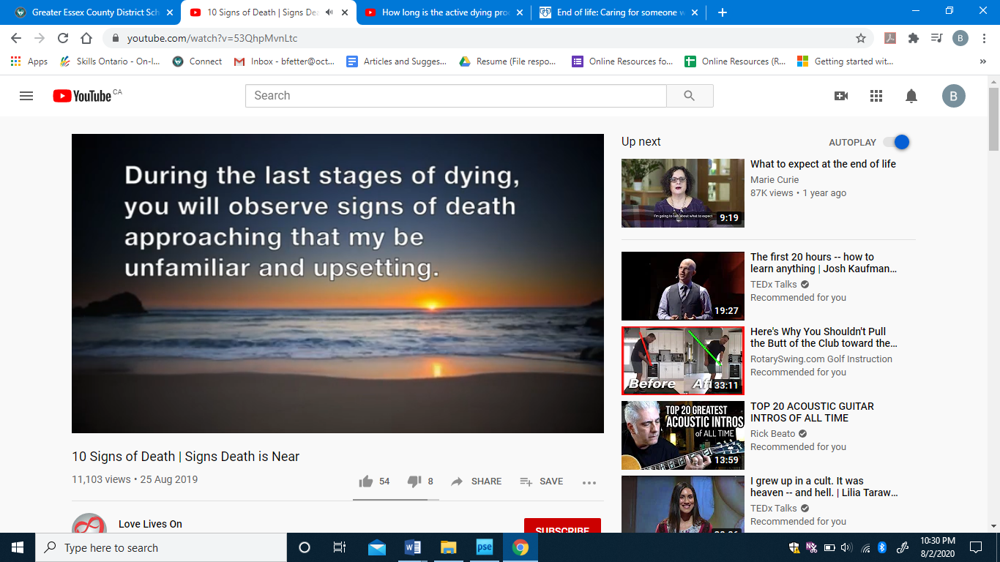 Greater Essex County District Sch
10 Signs of Death | Signs Dea
How long is the active dying pro
End of life: Caring for someone w
youtube.com/watch?v=53QhpMvnLtc
B
Apps
Skills Ontario - On-l...
Connect
Inbox - bfetter@oct...
Articles and Sugges...
Resume (File respo...
Online Resources fo...
Online Resources (R...
Getting started wit...
»
YouTube CA
Search
B
During the last stages of dying,
you will observe signs of death
approaching that my be
unfamiliar and upsetting.
10 Signs of Death | Signs Death is Near
11,103 views • 25 Aug 2019
54
8
SHARE
SAVE
Love Lives On
SUBSCRIBE
Up next
AUTOPLAY
I'm going to talk about what to expect
9:19
What to expect at the end of life
Marie Curie
87K views • 1 year ago
19:27
The first 20 hours -- how to
learn anything | Josh Kaufman...
TEDx Talks
Recommended for you
Before
Aft
33:11
Here's Why You Shouldn't Pull
the Butt of the Club toward the...
RotarySwing.com Golf Instruction
Recommended for you
TOP 20 GREATEST
ACOUSTIC INTROS
of ALL TIME
13:59
TOP 20 ACOUSTIC GUITAR
INTROS OF ALL TIME
Rick Beato
Recommended for you
I grew up in a cult. It was
heaven -- and hell. | Lilia Taraw...
TEDx Talks
Recommended for you
Type here to search
W
pse
10:30 PM
8/2/2020